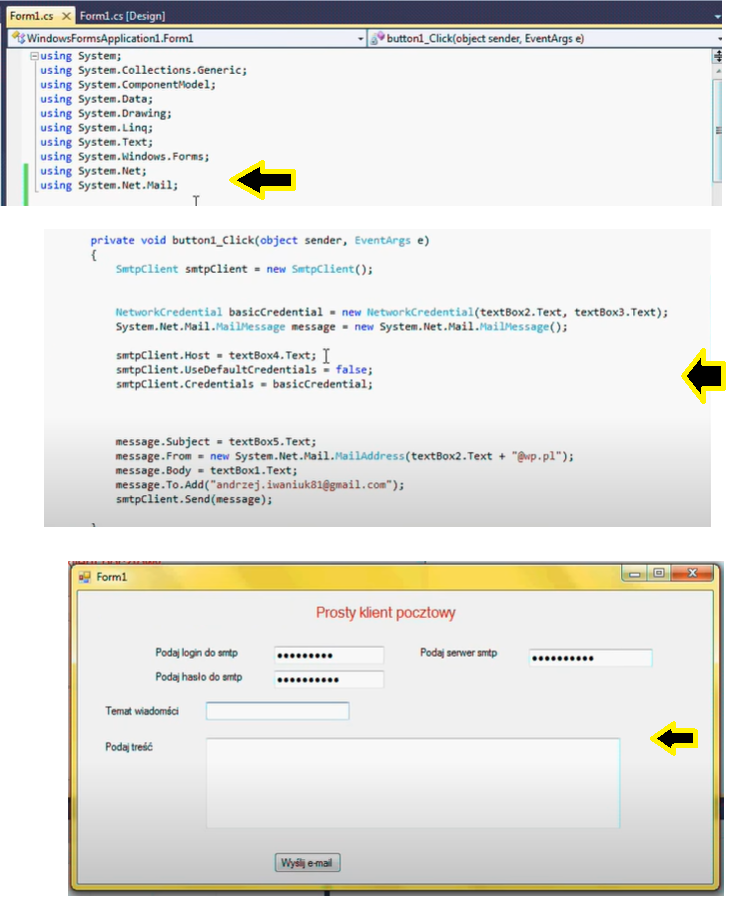 Form1.cs × Form1.cs [Design]
WindowsFormsApplication1.Form1 button1_Click(object sender, EventArgs e)
using System;
using System.Collections.Generic;
using System.ComponentModel;
using System.Data;
using System.Drawing;
using System.Linq;
using System.Text;
using System.Windows.Forms;
using System.Net;
using System.Net.Mail;
private void button1_Click(object sender, EventArgs e)
{
SmtpClient smtpClient = new SmtpClient();
NetworkCredential basicCredential = new NetworkCredential(textBox2.Text, textBox3.Text);
System.Net.Mail.MailMessage message = new System.Net.Mail.MailMessage();
smtpClient.Host = textBox4.Text;
smtpClient.UseDefaultCredentials = false;
smtpClient.Credentials = basicCredential;
message.Subject = textBox5.Text;
message.From = new System.Net.Mail.MailAddress(textBox2.Text + "@wp.pl");
message.Body = textBox1.Text;
message.To.Add("andrzej.iwaniuk81@gmail.com");
smtpClient.Send(message);
Form1
Prosty klient pocztowy
Podaj login do smtp ●●●●●●●●● Podaj serwer smtp ●●●●●●●●●●
Podaj hasło do smtp ●●●●●●●●●●
Temat wiadomości
Podaj treść
Wyślij e-mail